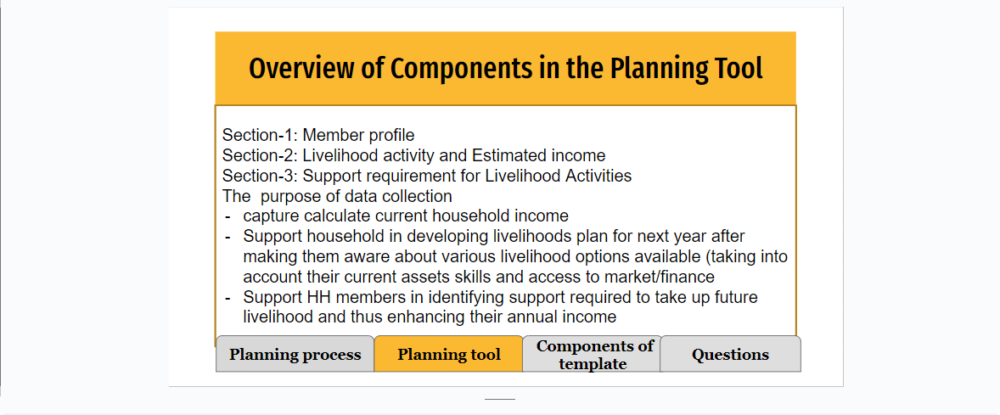 Overview of Components in the Planning Tool
Section-1: Member profile
Section-2: Livelihood activity and Estimated income
Section-3: Support requirement for Livelihood Activities
The  purpose of data collection
- capture calculate current household income
- Support household in developing livelihoods plan for next year after
making them aware about various livelihood options available (taking into
account their current assets skills and access to market/finance
- Support HH members in identifying support required to take up future
livelihood and thus enhancing their annual income
Planning process
Planning tool
Components of
template
Questions